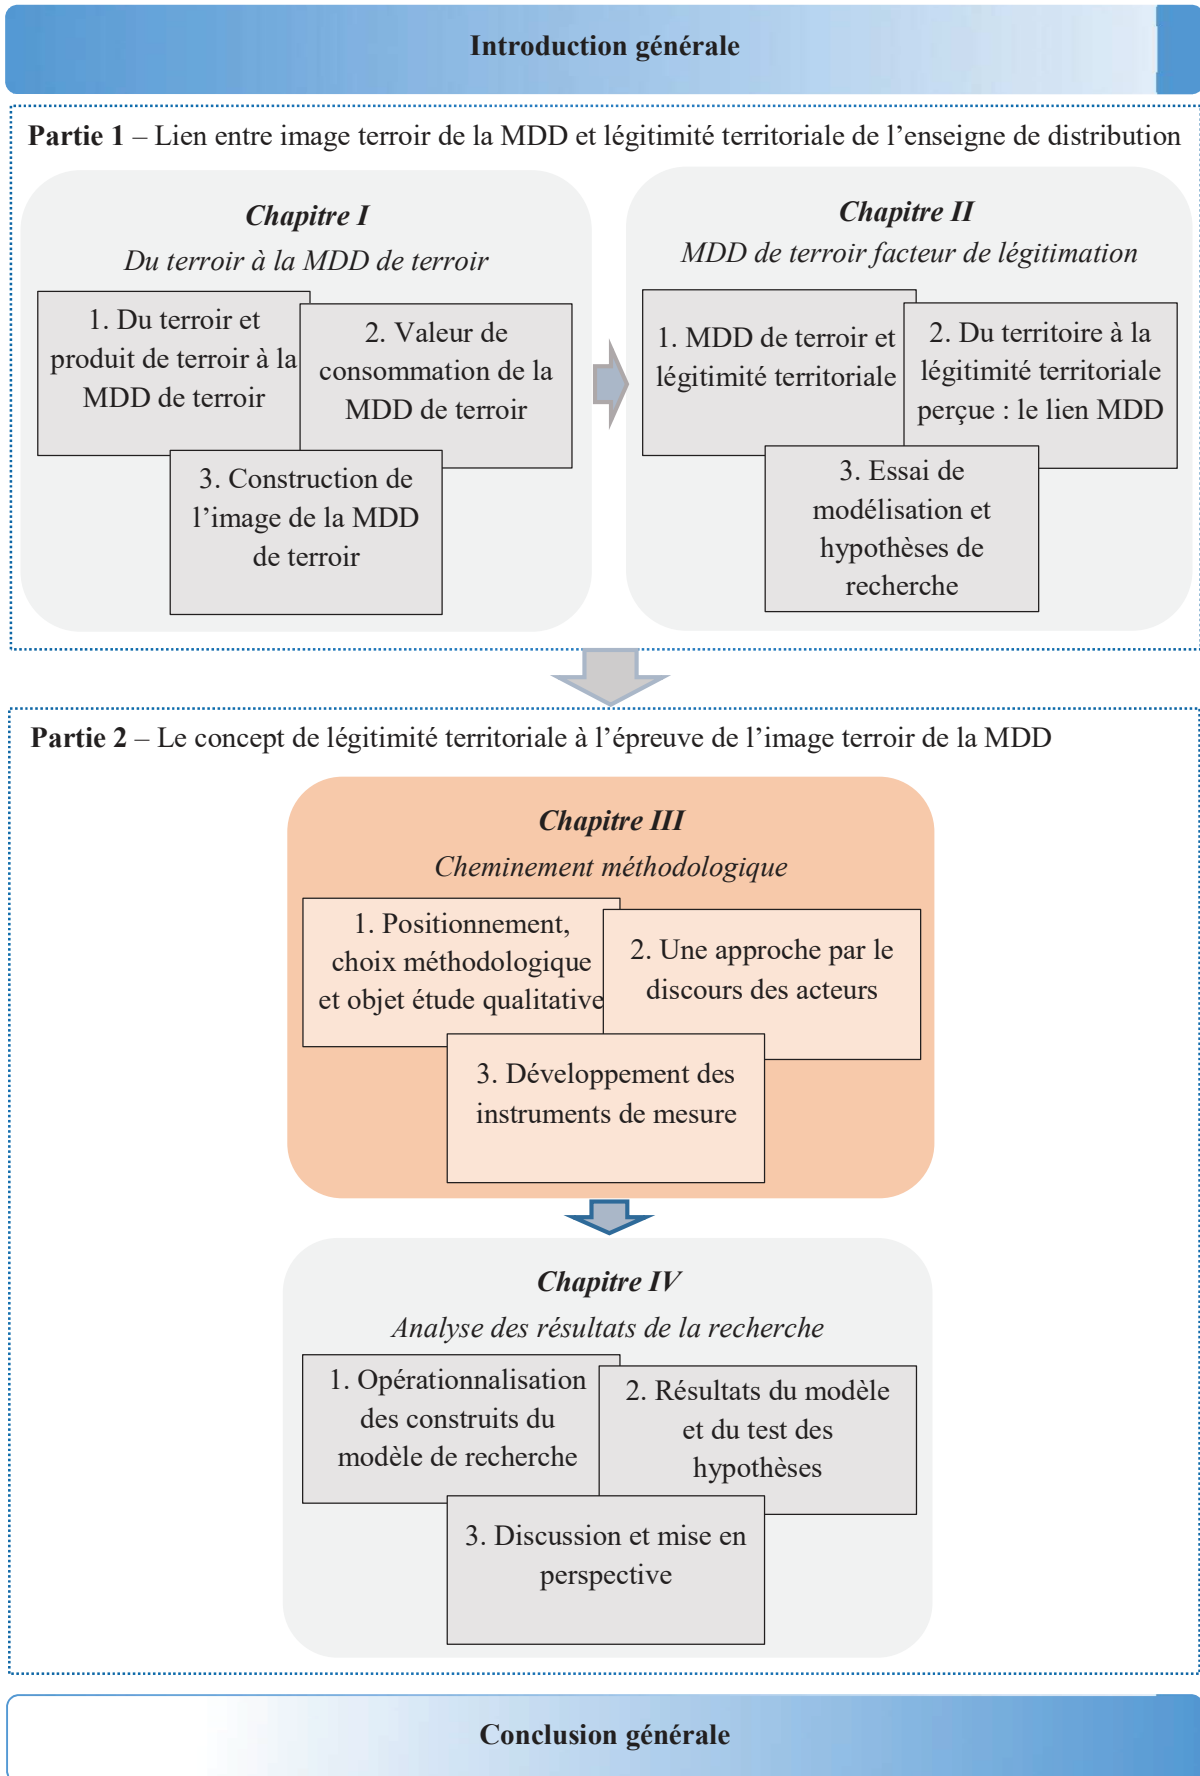 Introduction générale
Partie 1 – Lien entre image terroir de la MDD et légitimité territoriale de l’enseigne de distribution
Chapitre I
Du terroir à la MDD de terroir
1. Du terroir et
produit de terroir à la
MDD de terroir
2. Valeur de
consommation de la
MDD de terroir
3. Construction de
l’image de la MDD
de terroir
Chapitre II
MDD de terroir facteur de légitimation
1. MDD de terroir et
légitimité territoriale
2. Du territoire à la
légitimité territoriale
perçue : le lien MDD
3. Essai de
modélisation et
hypothèses de
recherche
Partie 2 – Le concept de légitimité territoriale à l’épreuve de l’image terroir de la MDD
Chapitre III
Cheminement méthodologique
1. Positionnement,
choix méthodologique
et objet étude qualitative
2. Une approche par le
discours des acteurs
3. Développement des
instruments de mesure
Chapitre IV
Analyse des résultats de la recherche
1. Opérationnalisation
des construits du
modèle de recherche
2. Résultats du modèle
et du test des
hypothèses
3. Discussion et mise en
perspective
Conclusion générale